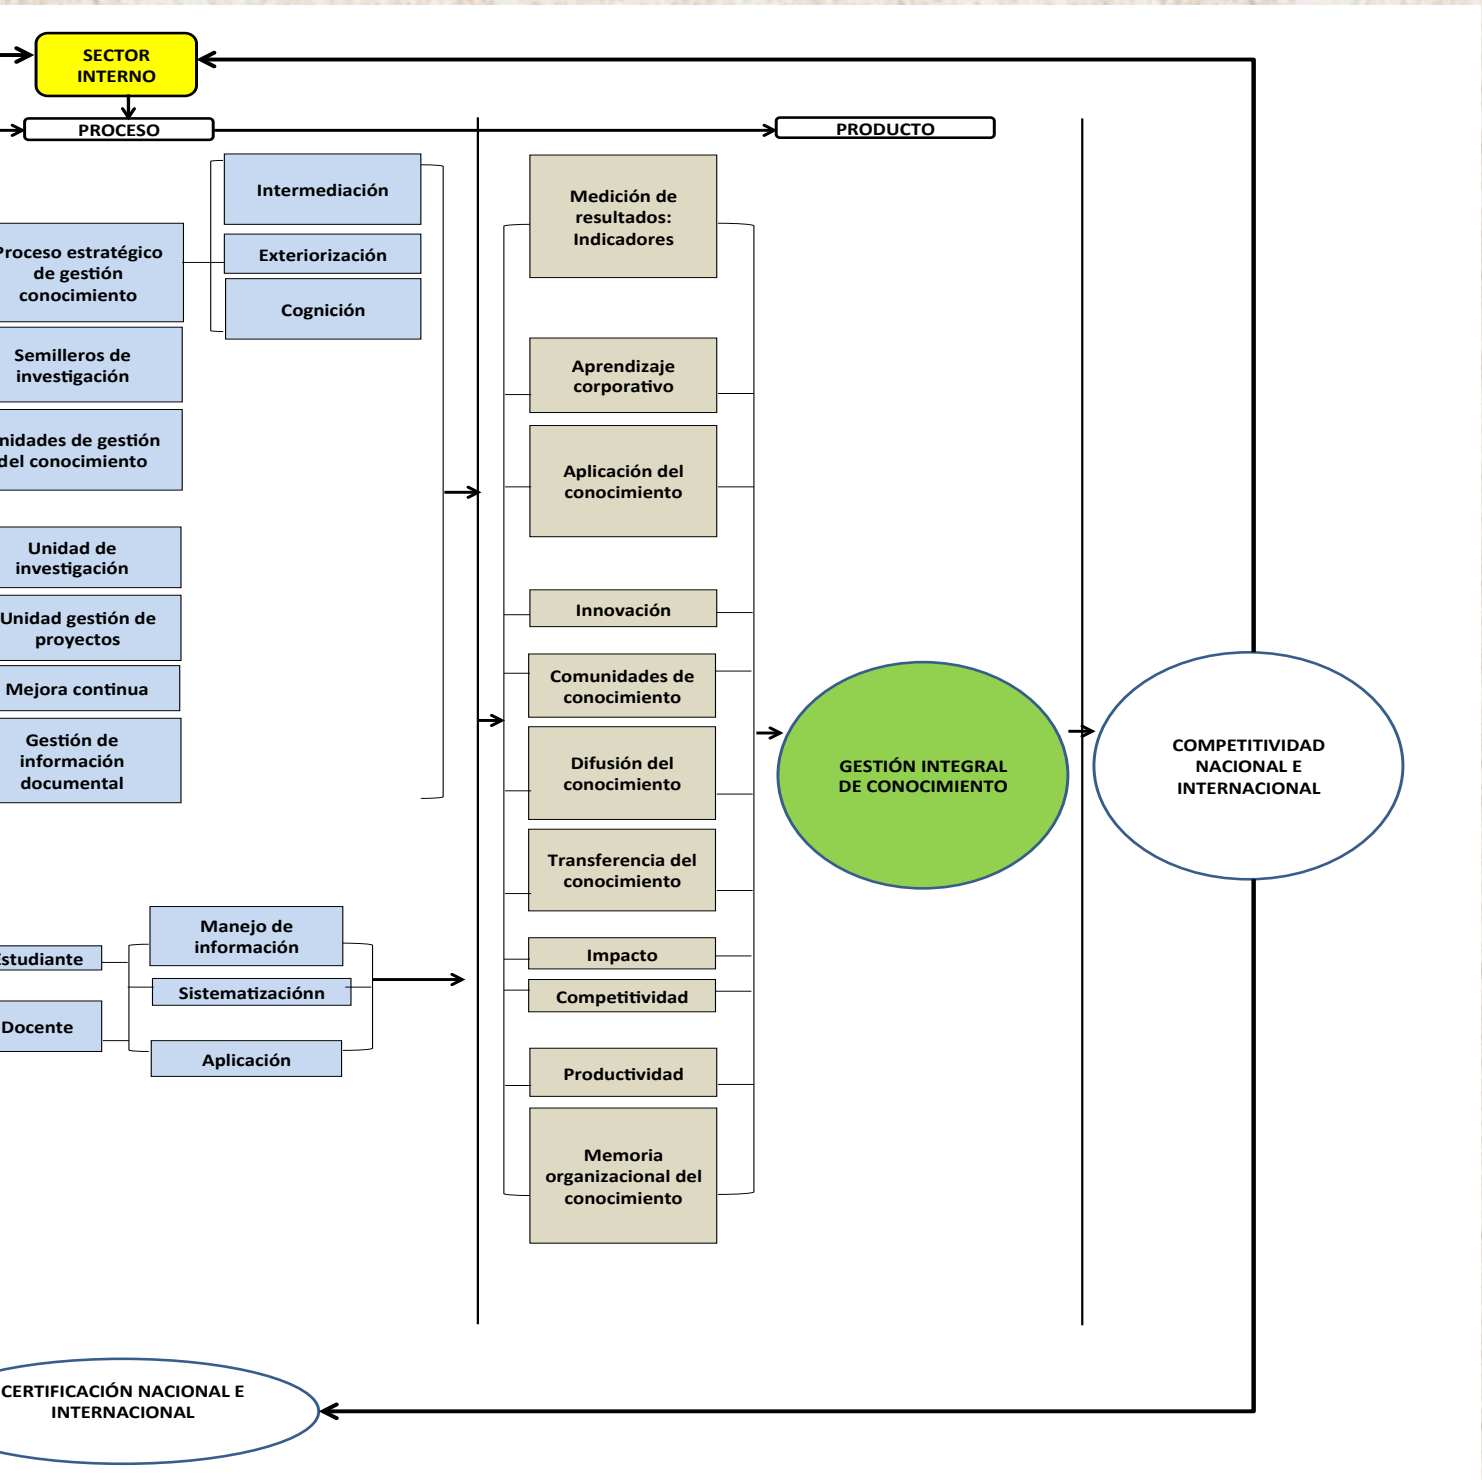 SECTOR
INTERNO
PROCESO
PRODUCTO
Intermediación
Exteriorización
Cognición
Proceso estratégico
de gestión
conocimiento
Semilleros de
investigación
nidades de gestión
del conocimiento
Unidad de
investigación
Unidad gestión de
proyectos
Mejora continua
Gestión de
información
documental
Estudiante
Docente
Manejo de
información
Sistematizaciónn
Aplicación
Medición de
resultados:
Indicadores
Aprendizaje
corporativo
Aplicación del
conocimiento
Innovación
Comunidades de
conocimiento
Difusión del
conocimiento
Transferencia del
conocimiento
Impacto
Competitividad
Productividad
Memoria
organizacional del
conocimiento
GESTIÓN INTEGRAL
DE CONOCIMIENTO
COMPETITIVIDAD
NACIONAL E
INTERNACIONAL
CERTIFICACIÓN NACIONAL E
INTERNACIONAL